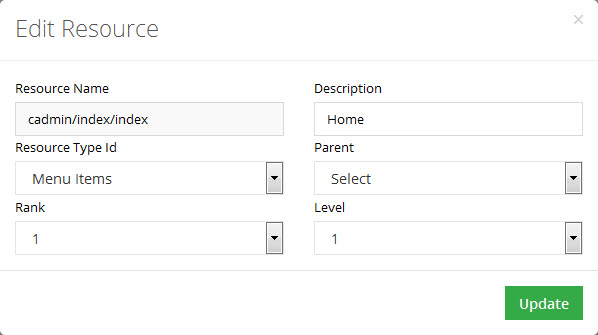 Edit Resource
×
Resource Name
Description
cadmin/index/index
Home
Resource Type Id
Parent
Menu Items
Select
Rank
Level
1
1
Update